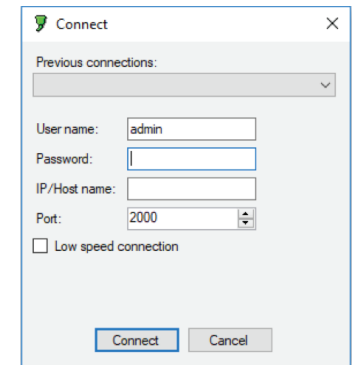 Connect
Previous connections:
User name: admin
Password:
IP/Host name:
Port: 2000
Low speed connection
Connect Cancel